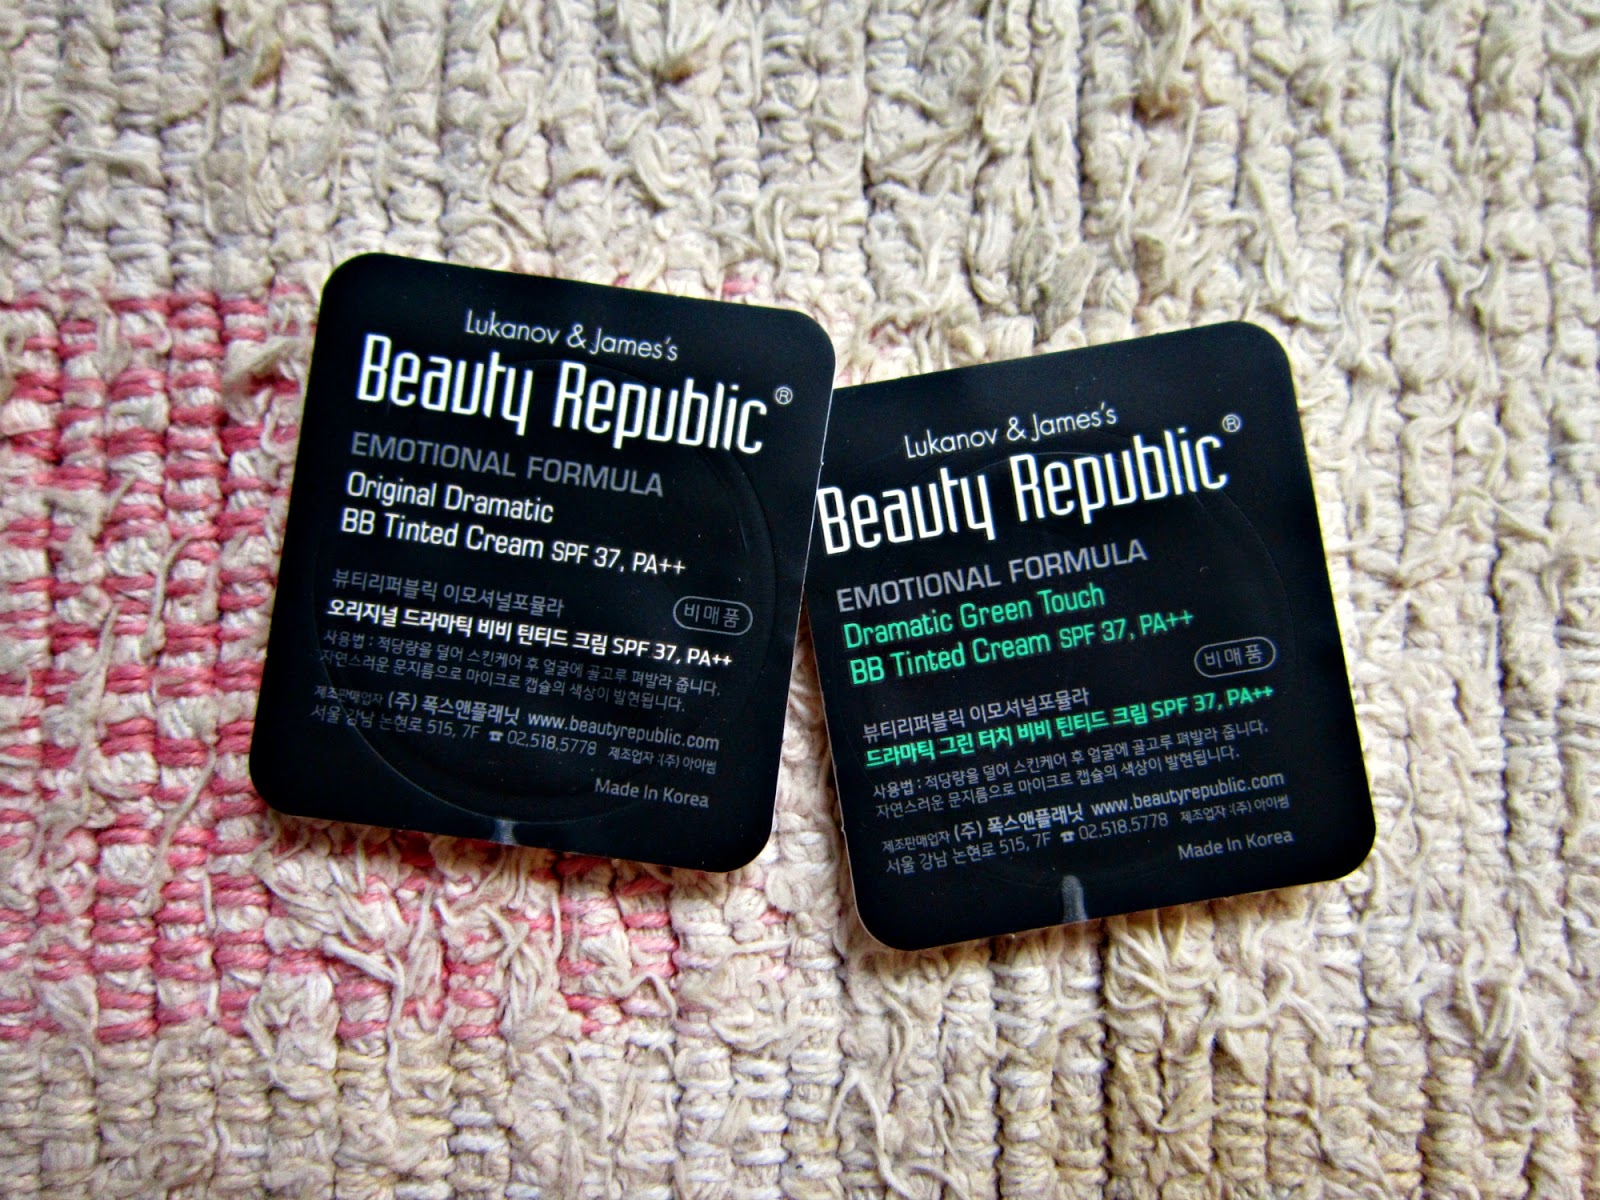 Lukanov & James's
Beauty Republic®
EMOTIONAL FORMULA
Original Dramatic
BB Tinted Cream SPF 37, PA++
뷰티리퍼블릭 이모셔널포뮬라
비매품
오리지널 드라마틱 비비 틴티드 크림 SPF 37, PA++
사용법 : 적당량을 덜어 스킨케어 후 얼굴에 골고루 펴발라 줍니다.
자연스러운 문지름으로 마이크로 캡슐의 색상이 발현됩니다.
제조판매업자 (주) 폭스앤플래닛 www.beautyrepublic.com
서울 강남 논현로 515, 7F ☎ 02.518.5778 제조업자 :(주) 아이썸
Made In Korea
Lukanov & James's
Beauty Republic®
EMOTIONAL FORMULA
Dramatic Green Touch
BB Tinted Cream SPF 37, PA++
비매품
뷰티리퍼블릭 이모셔널포뮬라
드라마틱 그린 터치 비비 틴티드 크림 SPF 37, PA++
사용법 : 적당량을 덜어 스킨케어 후 얼굴에 골고루 펴발라 줍니다.
자연스러운 문지름으로 마이크로 캡슐의 색상이 발현됩니다.
제조판매업자 (주) 폭스앤플래닛 www.beautyrepublic.com
서울 강남 논현로 515, 7F ☎ 02.518.5778 제조업자 :(주) 아이썸
Made In Korea